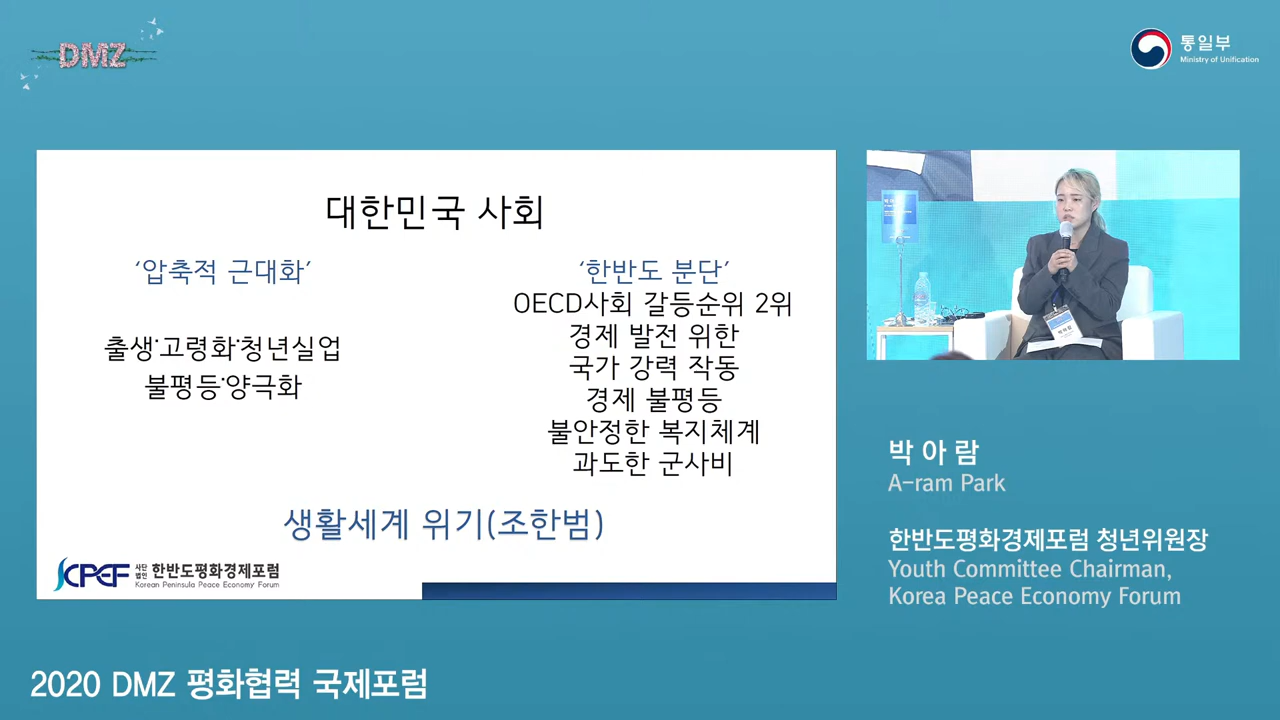 DMZ
통일부
Ministry of Unification
대한민국 사회
‘압축적 근대화’
출생·고령화·청년실업
불평등·양극화
‘한반도 분단’
OECD사회 갈등순위 2위
경제 발전 위한
국가 강력 작동
경제 불평등
불안정한 복지체계
과도한 군사비
생활세계 위기(조한범)
KPEF 사단법인 한반도평화경제포럼
Korean Peninsula Peace Economy Forum
박아람
박 아 람
A-ram Park
한반도평화경제포럼 청년위원장
Youth Committee Chairman,
Korea Peace Economy Forum
2020 DMZ 평화협력 국제포럼